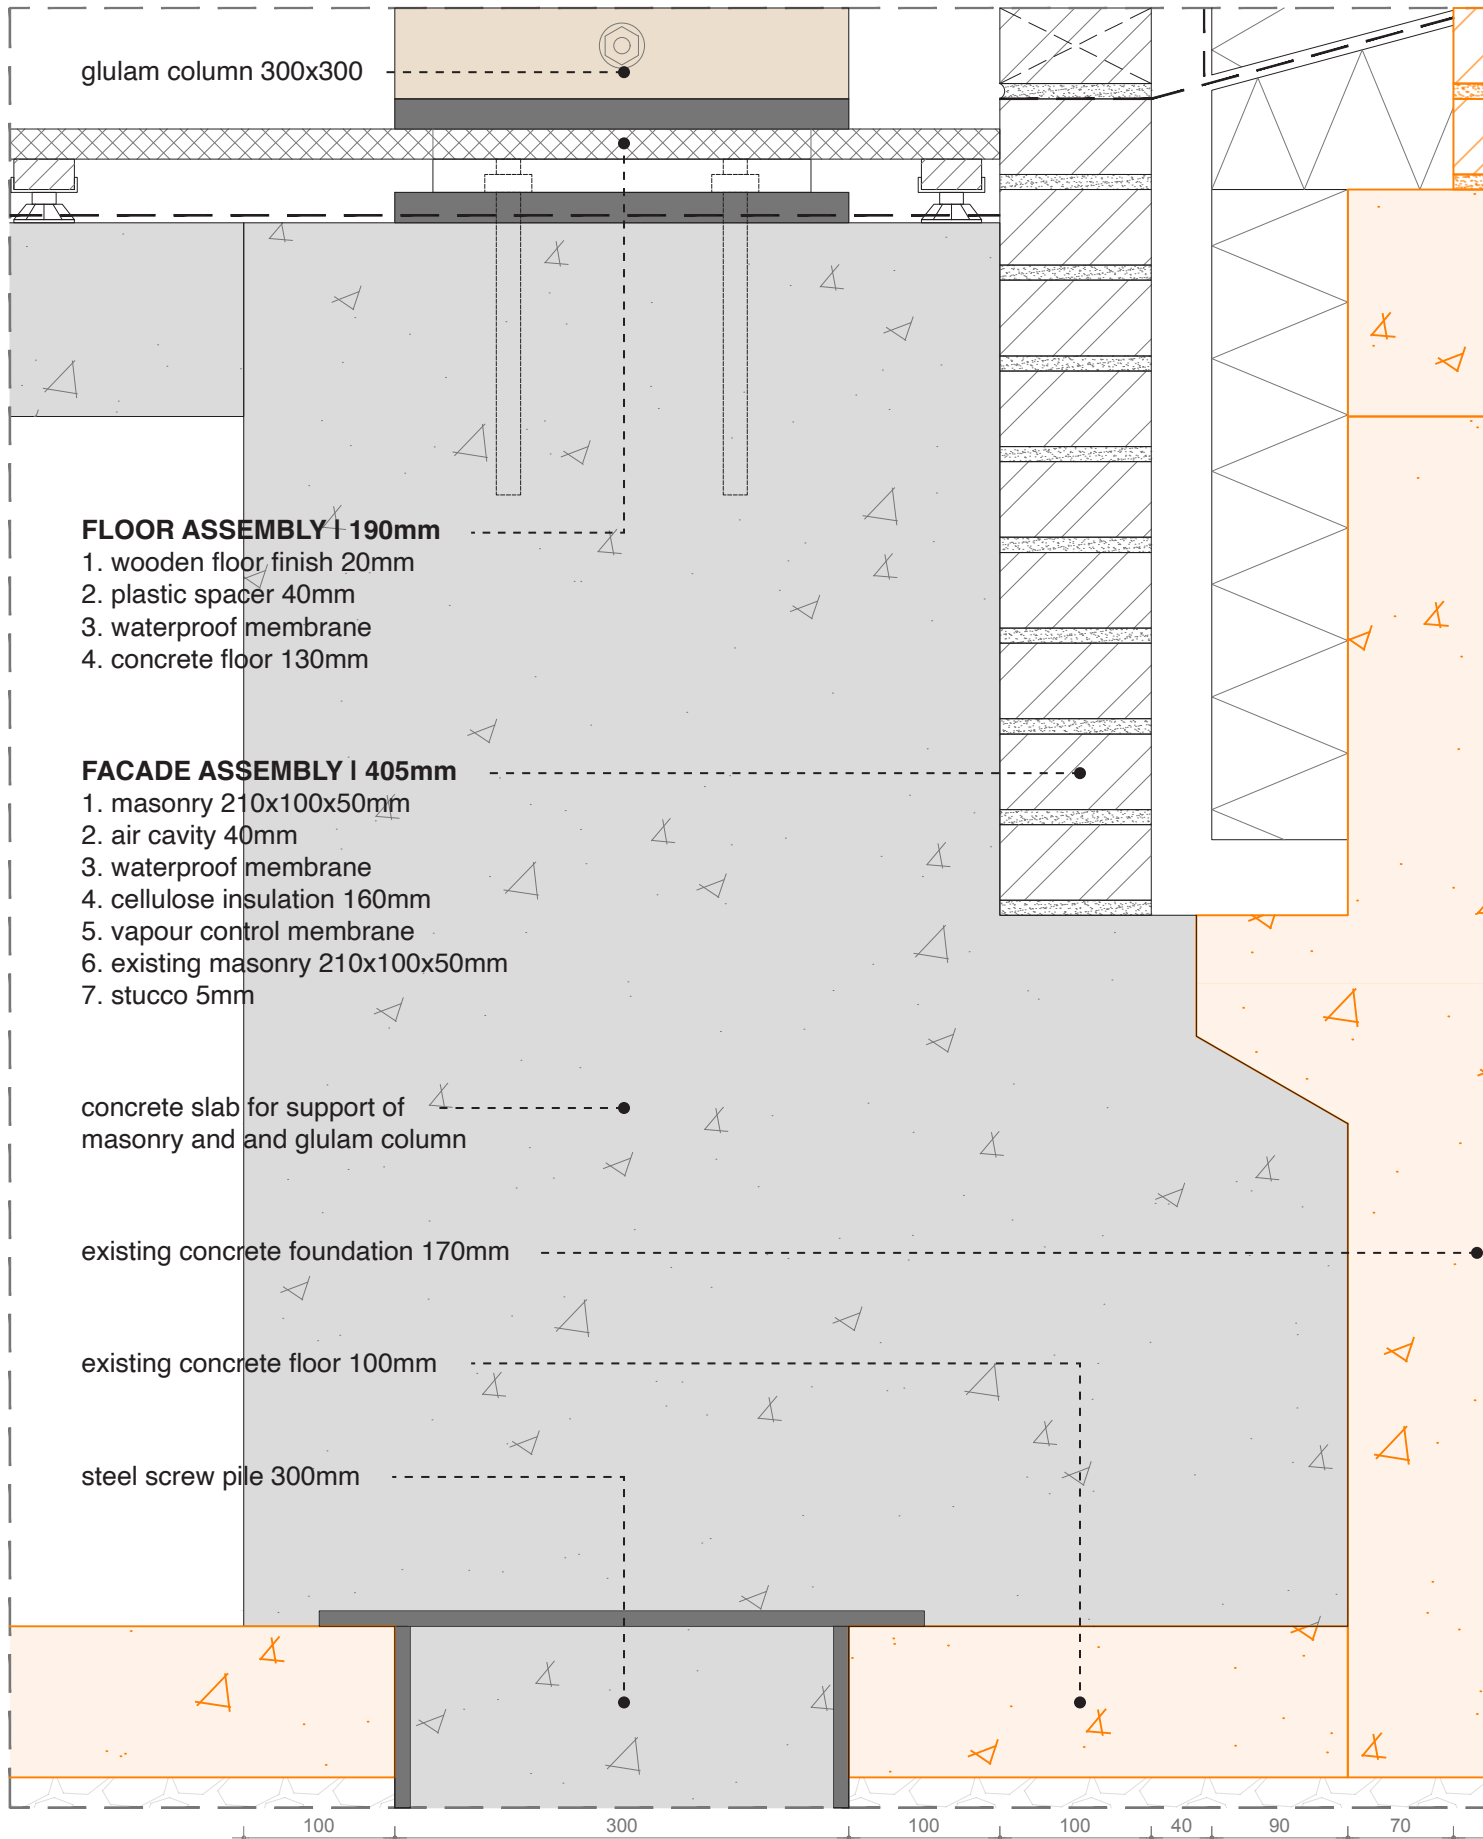 glulam column 300x300
FLOOR ASSEMBLY | 190mm
1. wooden floor finish 20mm
2. plastic spacer 40mm
3. waterproof membrane
4. concrete floor 130mm
FACADE ASSEMBLY | 405mm
1. masonry 210x100x50mm
2. air cavity 40mm
3. waterproof membrane
4. cellulose insulation 160mm
5. vapour control membrane
6. existing masonry 210x100x50mm
7. stucco 5mm
concrete slab for support of
masonry and and glulam column
existing concrete foundation 170mm
existing concrete floor 100mm
steel screw pile 300mm
100 300 100 100 40 90 70